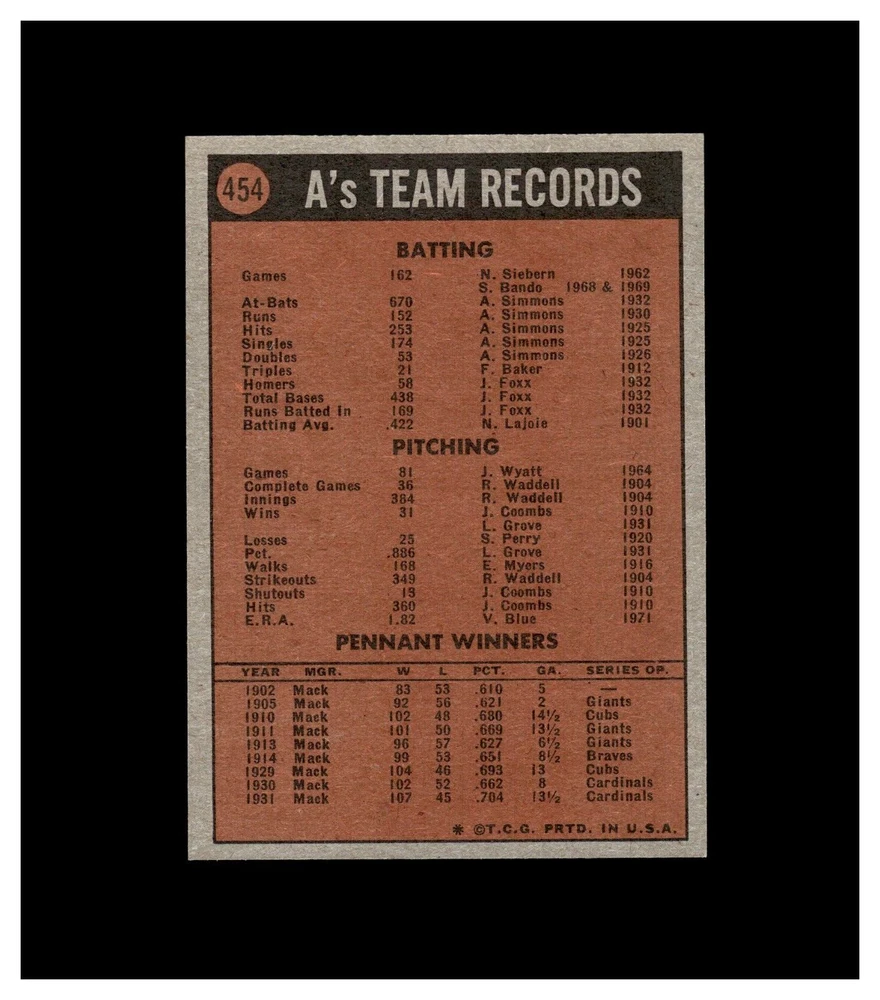 454 A's TEAM RECORDS
BATTING
Games 162 N. Siebern 1962
S. Bando 1968 & 1969
At-Bats 670 A. Simmons 1932
Runs 152 A. Simmons 1930
Hits 253 A. Simmons 1925
Singles 174 A. Simmons 1925
Doubles 53 A. Simmons 1926
Triples 21 F. Baker 1912
Homers 58 J. Foxx 1932
Total Bases 438 J. Foxx 1932
Runs Batted In 169 J. Foxx 1932
Batting Avg. .422 N. Lajoie 1901
PITCHING
Games 81 J. Wyatt 1964
Complete Games 36 R. Waddell 1904
Innings 384 R. Waddell 1904
Wins 31 J. Coombs 1910
L. Grove 1931
Losses 25 S. Perry 1920
Pct. .886 L. Grove 1931
Walks 168 E. Myers 1916
Strikeouts 349 R. Waddell 1904
Shutouts 13 J. Coombs 1910
Hits 360 J. Coombs 1910
E.R.A. 1.82 V. Blue 1971
PENNANT WINNERS
YEAR MGR. W L PCT. GA. SERIES OP.
1902 Mack 83 53 .610 5 —
1905 Mack 92 56 .621 2 Giants
1910 Mack 102 48 .680 14½ Cubs
1911 Mack 101 50 .669 13½ Giants
1913 Mack 96 57 .627 6½ Giants
1914 Mack 99 53 .651 8½ Braves
1929 Mack 104 46 .693 13 Cubs
1930 Mack 102 52 .662 8 Cardinals
1931 Mack 107 45 .704 13½ Cardinals
* ©T.C.G. PRTD. IN U.S.A.